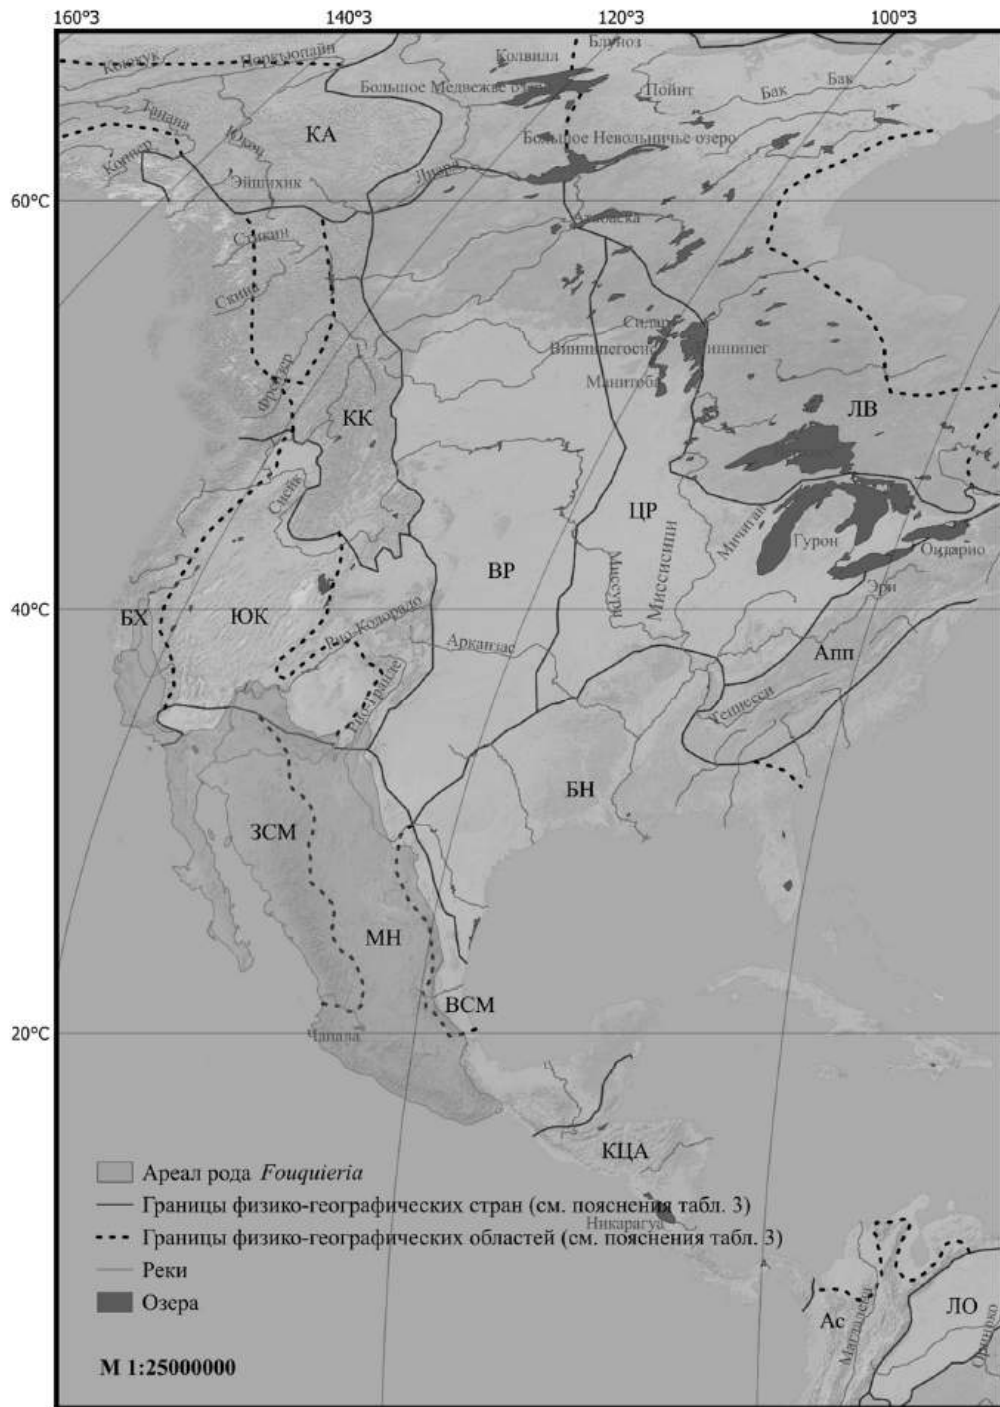 160°З 140°З 120°З 100°З
Блуноз
Колвилл
Коюкук
Поркьюпайн
Большое Медвежье озеро
Пойнт
Бак
Бак
Танана
КА
Юкон
Большое Невольничье озеро
Коппер
Эйшихик
Лиард
60°С
Атабаска
Стикин
Скина
Сидар
Виннипегосис
Виннипег
Манитоба
Фрейзер
КК
ЛВ
Снейк
ЦР
Мичиган
Гурон
Онтарио
ВР
Миссури
Миссисипи
Эри
40°С
БХ
ЮК
Рио-Колорадо
Арканзас
Апп
Рио-Гранде
Теннесси
БН
ЗСМ
МН
ВСМ
20°С
Чапала
КЦА
Ареал рода Fouquieria
Границы физико-географических стран (см. пояснения табл. 3)
Никарагуа
Границы физико-географических областей (см. пояснения табл. 3)
Реки
Озера
Ас
ЛО
Магдалена
Ориноко
М 1:25000000